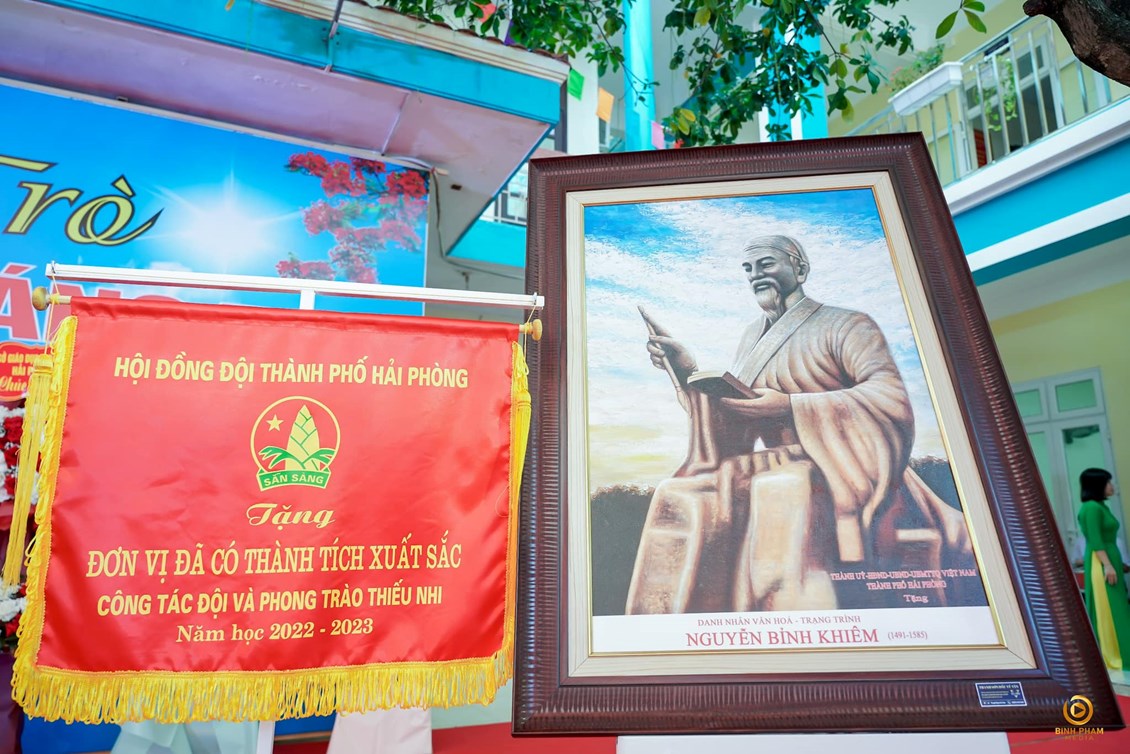 Trò
HỘI ĐỒNG ĐỘI THÀNH PHỐ HẢI PHÒNG
SẴN SÀNG
Tặng
ĐƠN VỊ ĐÃ CÓ THÀNH TÍCH XUẤT SẮC
CÔNG TÁC ĐỘI VÀ PHONG TRÀO THIẾU NHI
Năm học 2022 - 2023
THÀNH UỶ-HĐND-UBND-UBMTTQ VIỆT NAM
THÀNH PHỐ HẢI PHÒNG
Tặng
DANH NHÂN VĂN HOÁ - TRẠNG TRÌNH
NGUYỄN BỈNH KHIÊM (1491-1585)
BINH PHAM
MEDIA